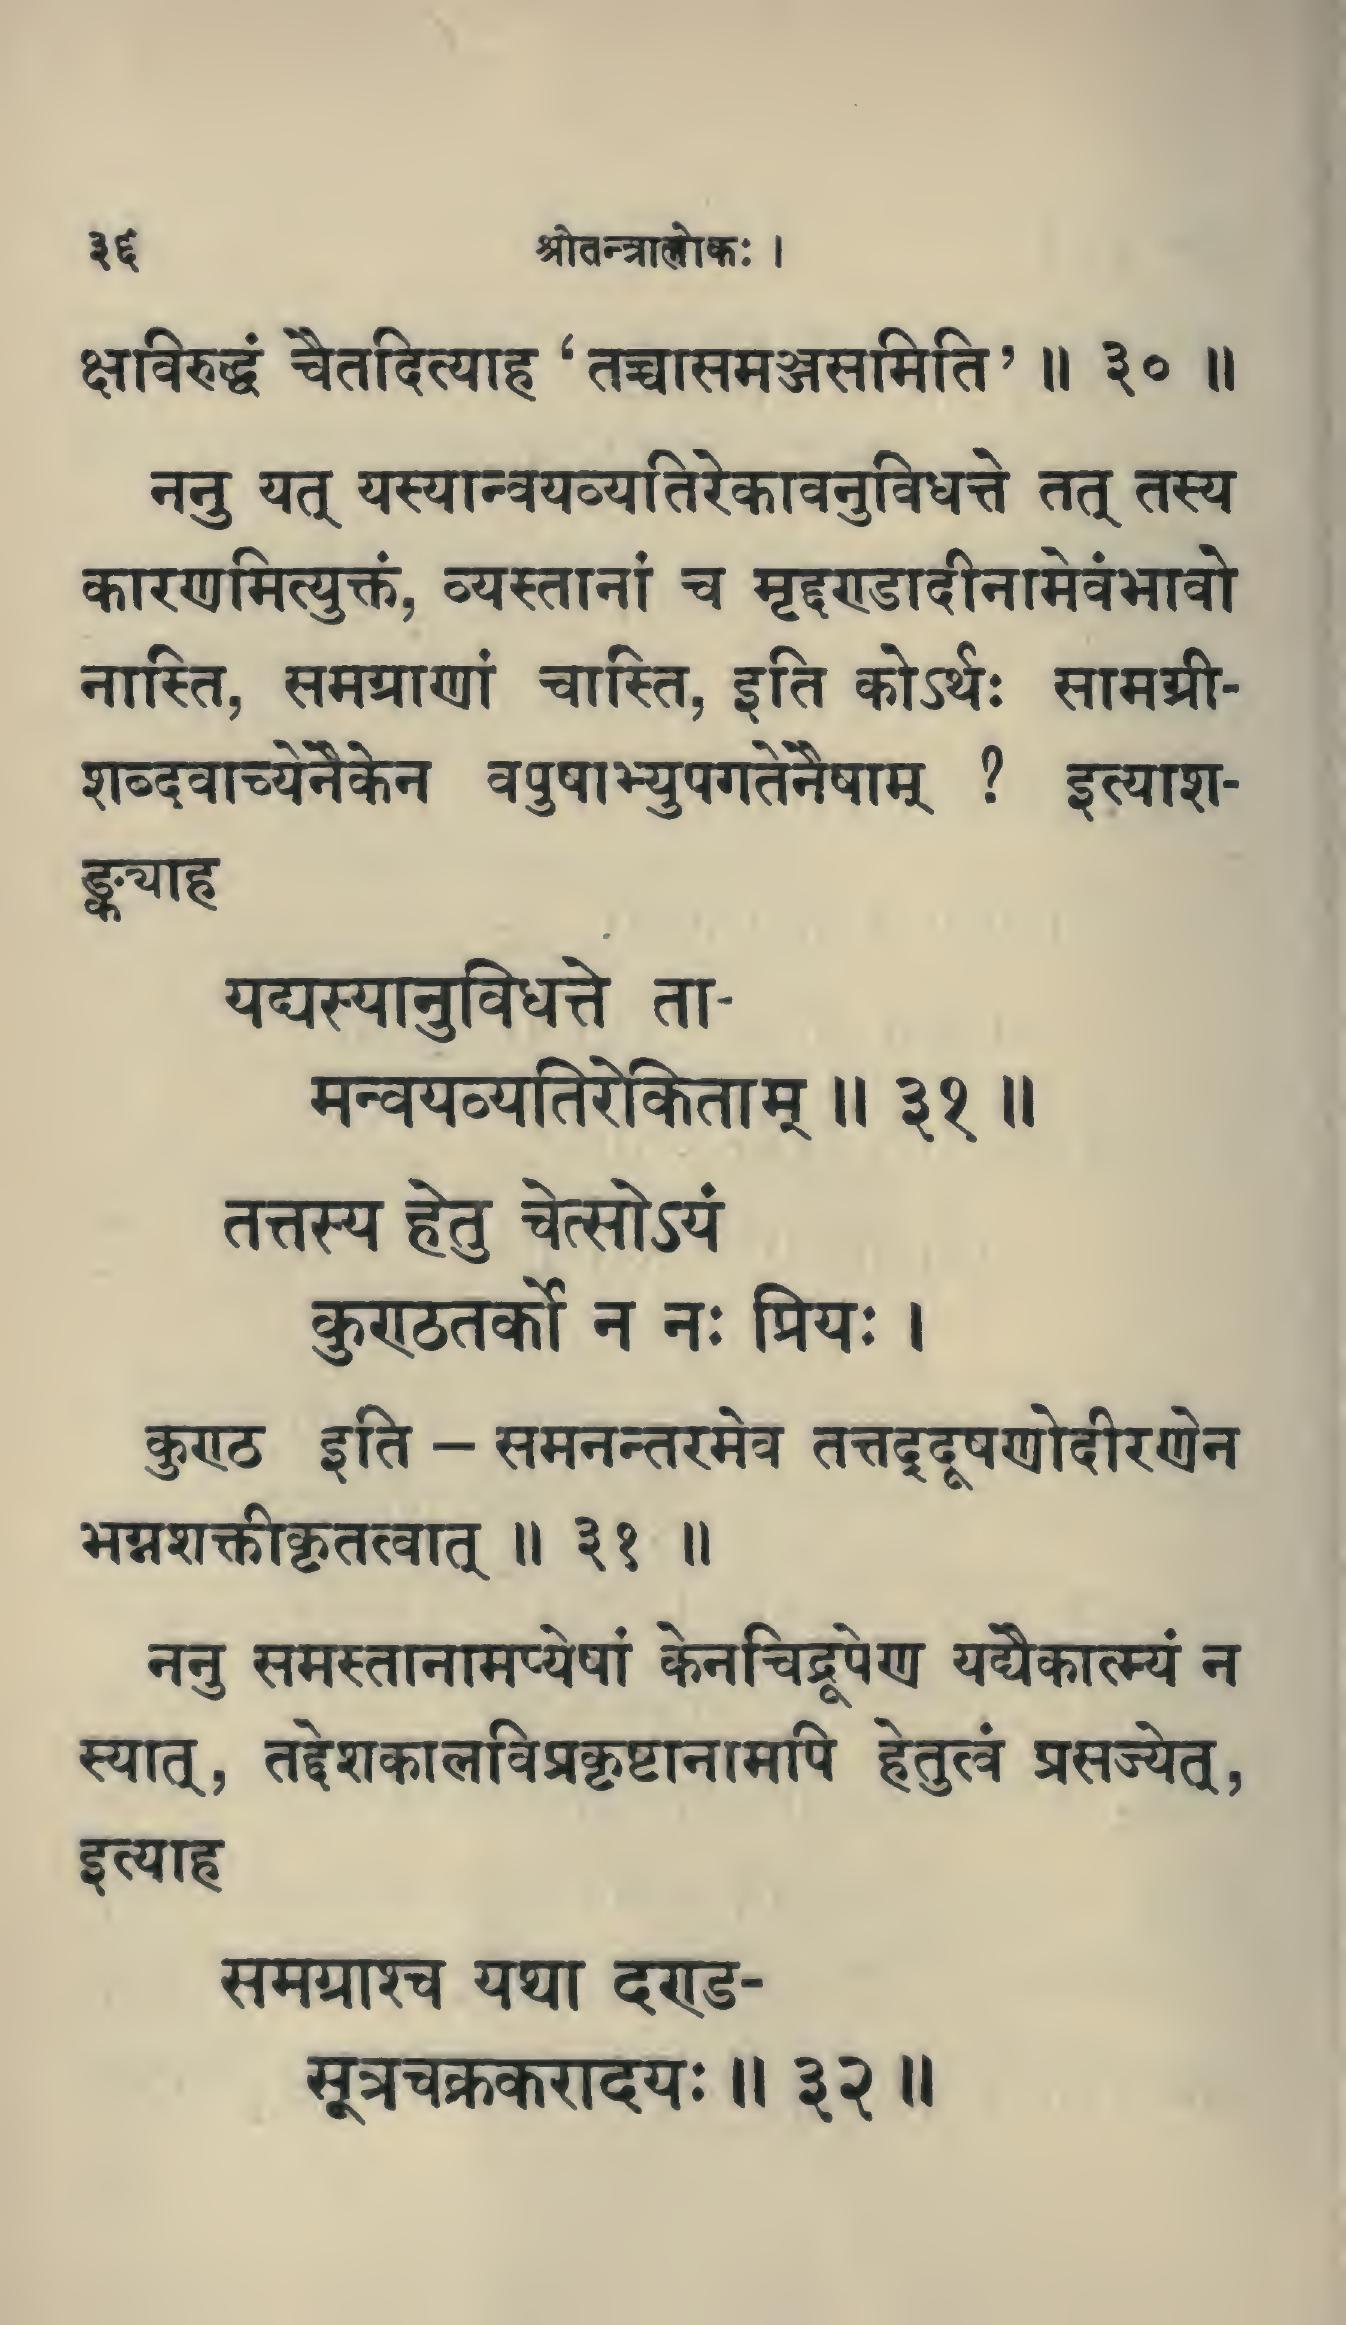 ३६ श्रीतन्त्रालोकः ।
क्षविरुद्धं चैतदित्याह ‘तच्चासमञ्जसमिति’ ॥ ३० ॥
ननु यत् यस्यान्वयव्यतिरेकावनुविधत्ते तत् तस्य
कारणमित्युक्तं, व्यस्तानां च मृद्दण्डादीनामेवंभावो
नास्ति, समग्राणां चास्ति, इति कोऽर्थः सामग्री-
शब्दवाच्येनैकेन वपुषाभ्युपगतेनैषाम् ? इत्याश-
ङ्क्याह
यद्यस्यानुविधत्ते ता-
मन्वयव्यतिरेकिताम् ॥ ३१ ॥
तत्तस्य हेतु चेत्सोऽयं
कुण्ठतर्को न नः प्रियः ।
कुण्ठ इति – समनन्तरमेव तत्तद्दूषणोदीरणेन
भग्नशक्तीकृतत्वात् ॥ ३१ ॥
ननु समस्तानामप्येषां केनचिद्रूपेण यद्यैकात्म्यं न
स्यात्, तद्देशकालविप्रकृष्टानामपि हेतुत्वं प्रसज्येत्,
इत्याह
समग्राश्च यथा दण्ड-
सूत्रचक्रकरादयः ॥ ३२ ॥